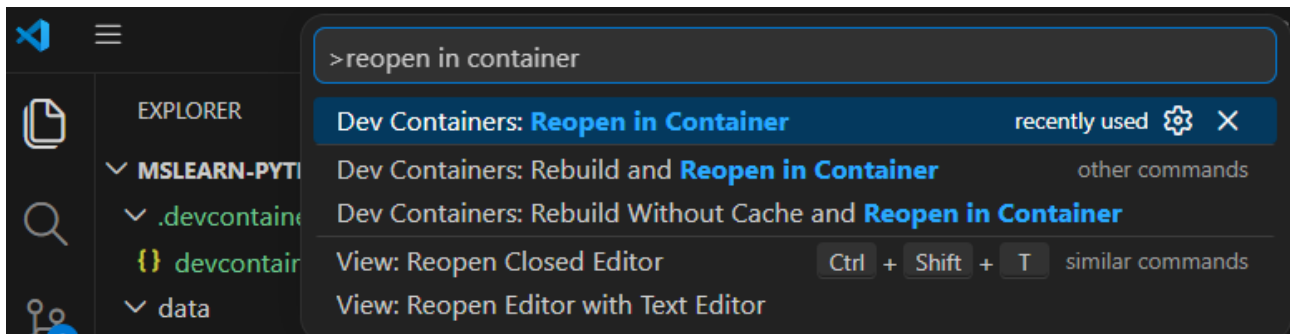 >reopen in container
EXPLORER
Dev Containers: Reopen in Container recently used
MSLEARN-PYT
Dev Containers: Rebuild and Reopen in Container other commands
.devcontaine
Dev Containers: Rebuild Without Cache and Reopen in Container
{} devcontain
View: Reopen Closed Editor Ctrl + Shift + T similar commands
data
View: Reopen Editor with Text Editor